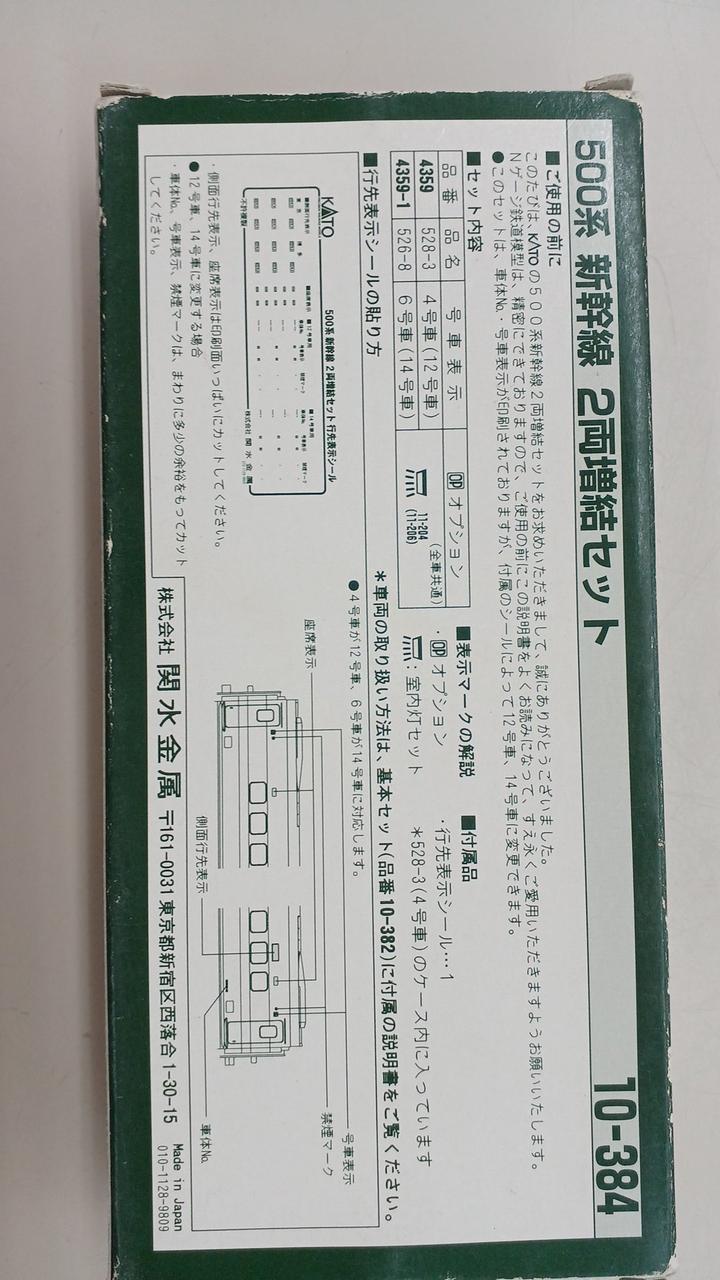 500系 新幹線 2両増結セット 10-384
■ご使用の前に
このたびは、KATOの500系新幹線2両増結セットをお求めいただきまして、誠にありがとうございました。
Nゲージ鉄道模型は、精密にできておりますので、ご使用の前にこの説明書をよくお読みになって、すえ永くご愛用いただきますようお願いいたします。
●このセットは、車体No.・号車表示が印刷されておりますが、付属のシールによって12号車、14号車に変更できます。
■セット内容
品番 品名 号車表示 OP オプション
4359 528-3 4号車(12号車) 11-204 (全車共通)
4359-1 526-8 6号車(14号車) (11-206)
■表示マークの解説
・OP オプション
:室内灯セット
■付属品
・行先表示シール…1
＊528-3(4号車)のケース内に入っています
＊車両の取り扱い方法は、基本セット(品番10-382)に付属の説明書をご覧ください。
■行先表示シールの貼り方
KATO
500系 新幹線 2両増結セット 行先表示シール
■12号車用
■14号車用
不許複製
株式会社 関水金属
・側面行先表示、座席表示は印刷面いっぱいにカットしてください。
●12号車、14号車に変更する場合
・車体No.、号車表示、禁煙マークは、まわりに多少の余裕をもってカット
してください。
●4号車が12号車、6号車が14号車に対応します。
座席表示
側面行先表示
号車表示
禁煙マーク
車体No.
株式会社 関水金属 〒161-0031 東京都新宿区西落合 1-30-15
Made in Japan
010-1128-9809